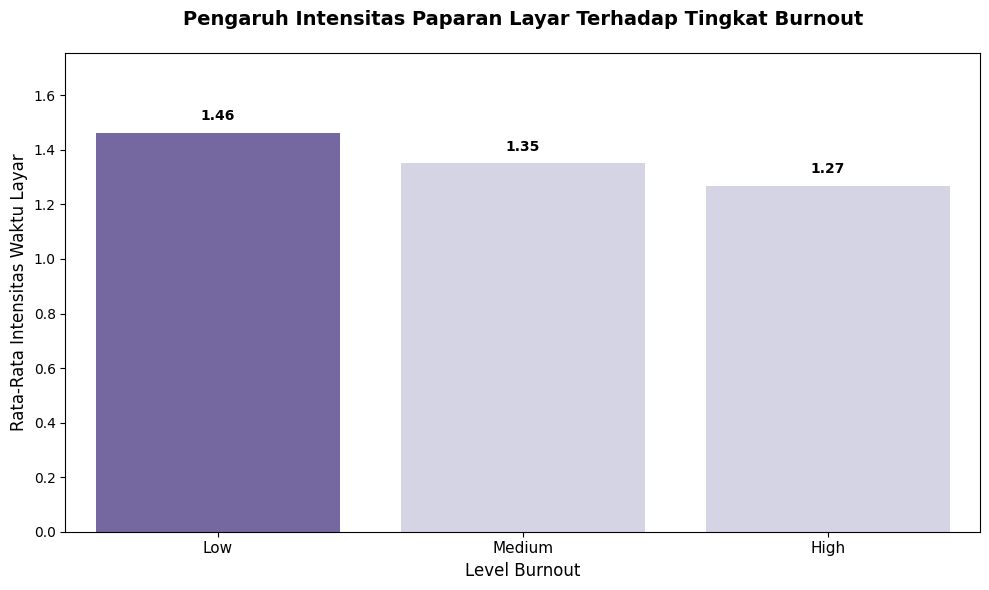 Pengaruh Intensitas Paparan Layar Terhadap Tingkat Burnout
Rata-Rata Intensitas Waktu Layar
1.6
1.4
1.2
1.0
0.8
0.6
0.4
0.2
0.0
1.46
1.35
1.27
Low
Medium
High
Level Burnout